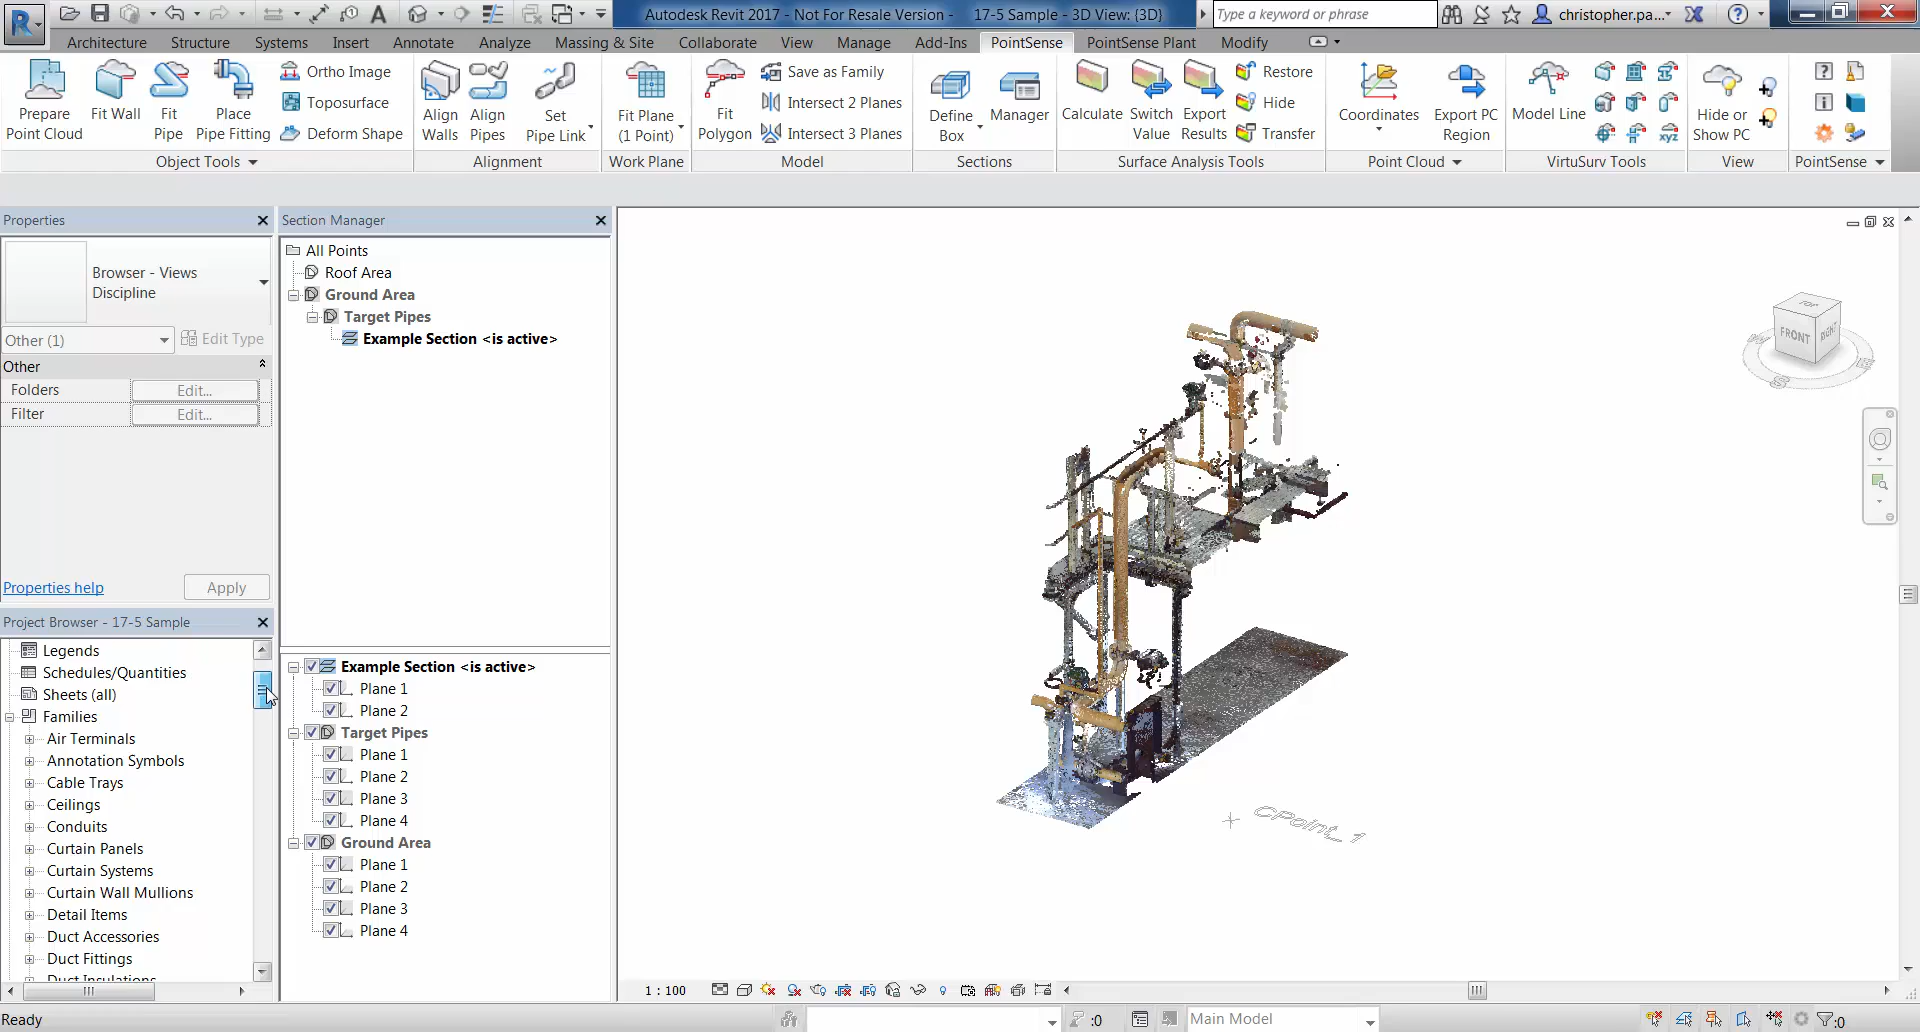 Autodesk Revit 2017 - Not For Resale Version - 17-5 Sample - 3D View: {3D}
Type a keyword or phrase
christopher.pa...
Architecture Structure Systems Insert Annotate Analyze Massing & Site Collaborate View Manage Add-Ins PointSense PointSense Plant Modify
Prepare Point Cloud
Fit Wall
Fit Pipe
Place Pipe Fitting
Ortho Image
Toposurface
Deform Shape
Align Walls
Align Pipes
Set Pipe Link
Fit Plane (1 Point)
Fit Polygon
Save as Family
Intersect 2 Planes
Intersect 3 Planes
Define Box
Manager
Calculate
Switch Value
Export Results
Restore
Hide
Transfer
Coordinates
Export PC Region
Model Line
xyz
Hide or Show PC
Object Tools
Alignment
Work Plane
Model
Sections
Surface Analysis Tools
Point Cloud
VirtuSurv Tools
View
PointSense
Properties
Browser - Views
Discipline
Other (1)
Edit Type
Other
Folders Edit...
Filter Edit...
Properties help
Apply
Project Browser - 17-5 Sample
Legends
Schedules/Quantities
Sheets (all)
Families
Air Terminals
Annotation Symbols
Cable Trays
Ceilings
Conduits
Curtain Panels
Curtain Systems
Curtain Wall Mullions
Detail Items
Duct Accessories
Duct Fittings
Duct Insulations
Section Manager
All Points
Roof Area
Ground Area
Target Pipes
Example Section <is active>
Example Section <is active>
Plane 1
Plane 2
Target Pipes
Plane 1
Plane 2
Plane 3
Plane 4
Ground Area
Plane 1
Plane 2
Plane 3
Plane 4
TOP
FRONT
RIGHT
S
E
CPoint_1
1 : 100
Ready
:0
Main Model
:0